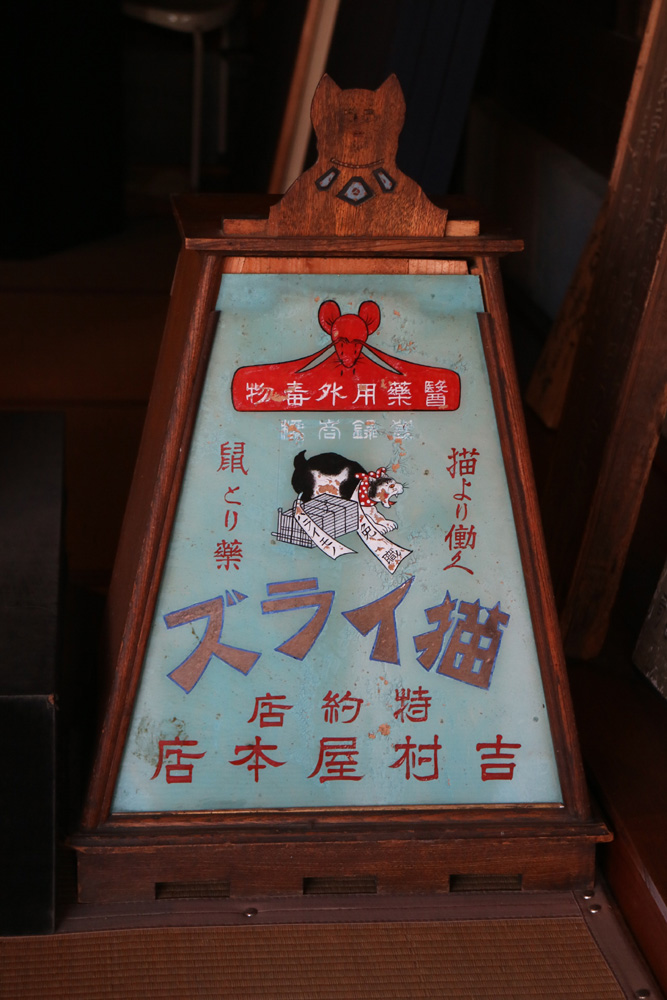 醫藥用外毒物
登録商標
猫より働く
鼠とり藥
猫イラズ
特約店
吉村屋本店